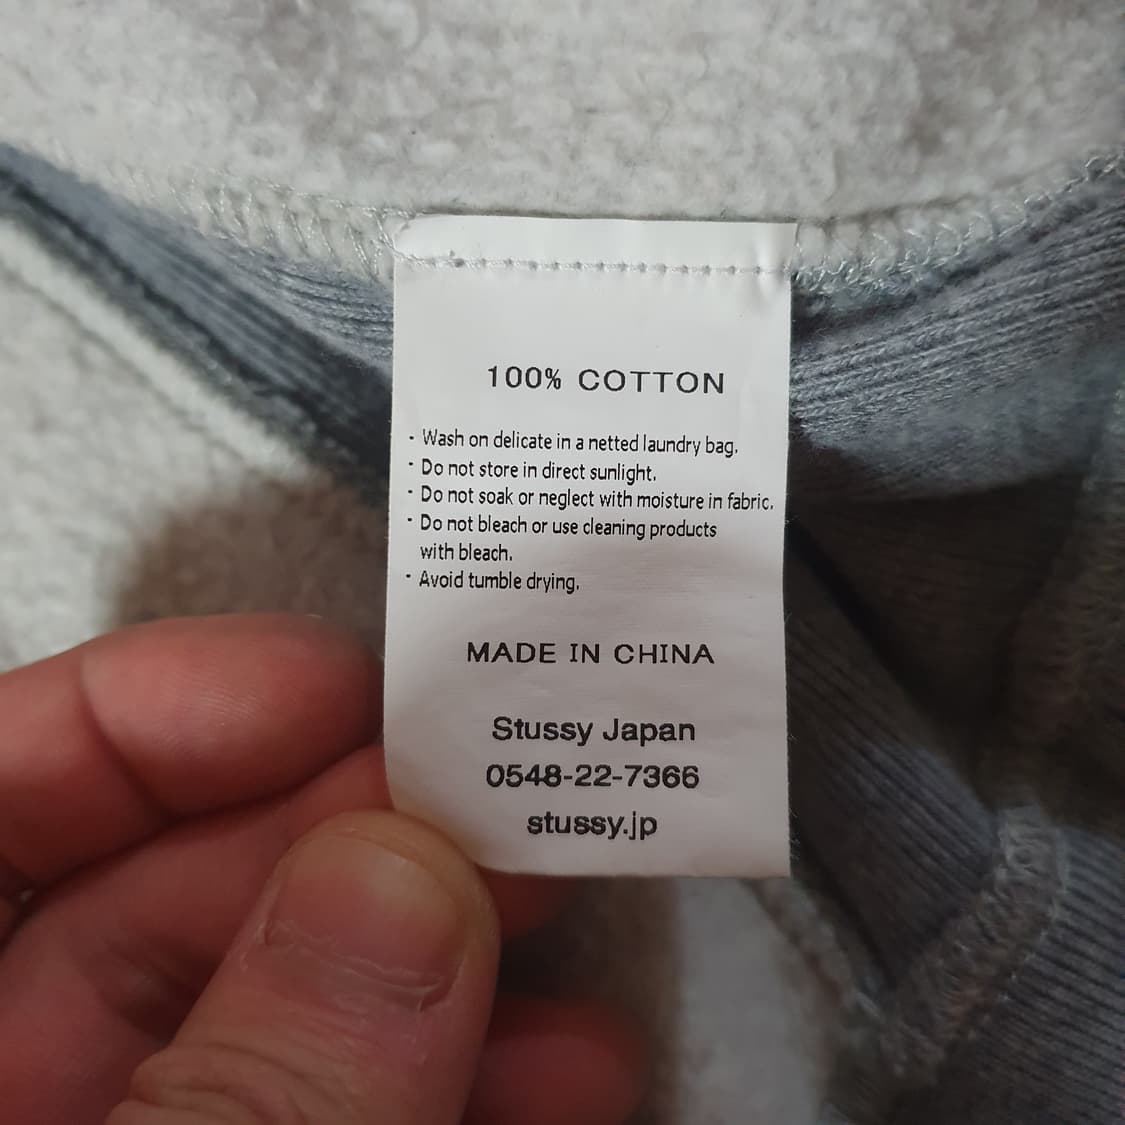 100% COTTON
· Wash on delicate in a netted laundry bag.
· Do not store in direct sunlight.
· Do not soak or neglect with moisture in fabric.
· Do not bleach or use cleaning products
with bleach.
· Avoid tumble drying.
MADE IN CHINA
Stussy Japan
0548-22-7366
stussy.jp